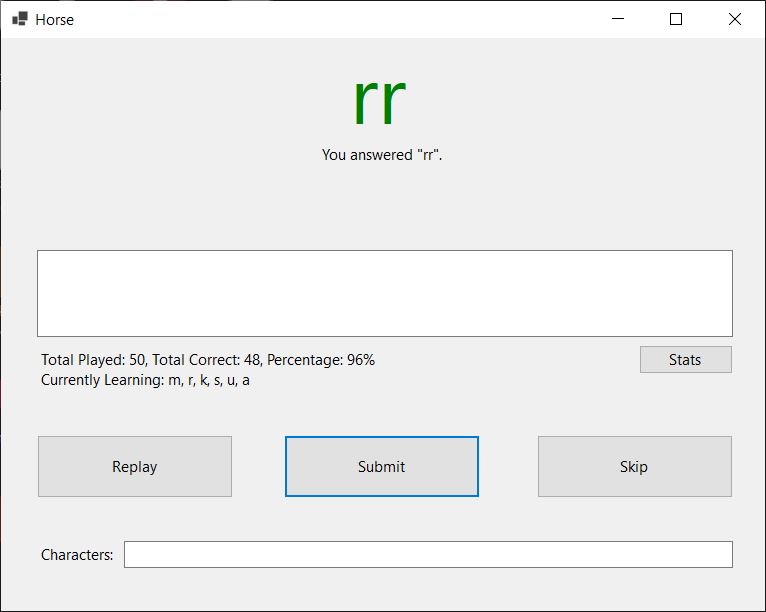 Horse
rr
You answered "rr".
Total Played: 50, Total Correct: 48, Percentage: 96%
Stats
Currently Learning: m, r, k, s, u, a
Replay
Submit
Skip
Characters: